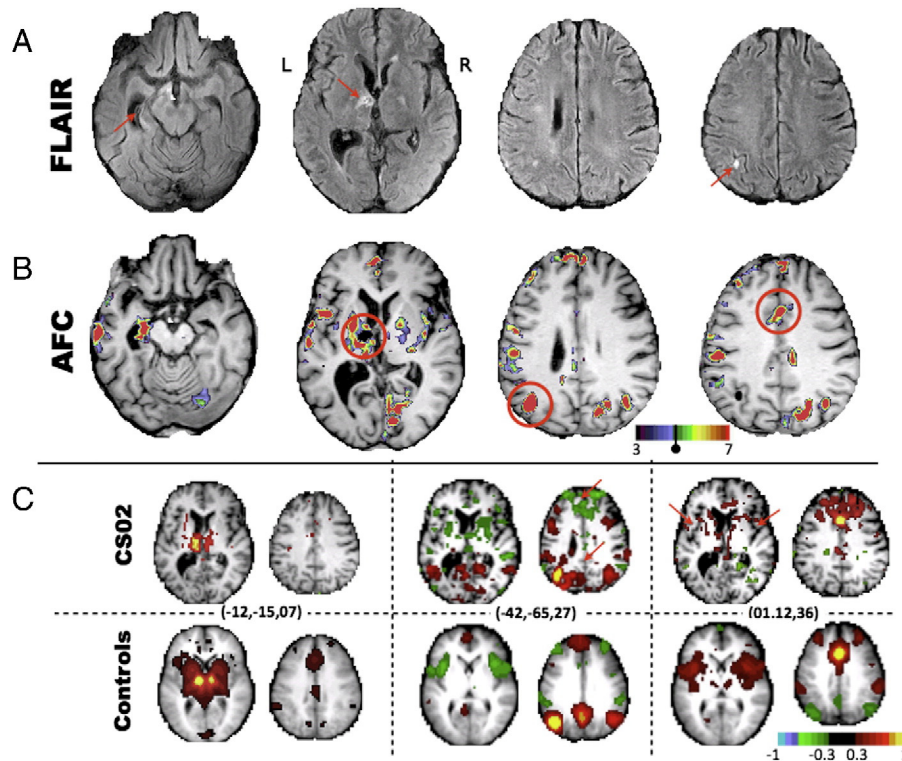 A
FLAIR
L
R
B
AFC
3
7
C
CS02
(-12,-15,07)
(-42,-65,27)
(01.12,36)
Controls
-1
-0.3
0.3